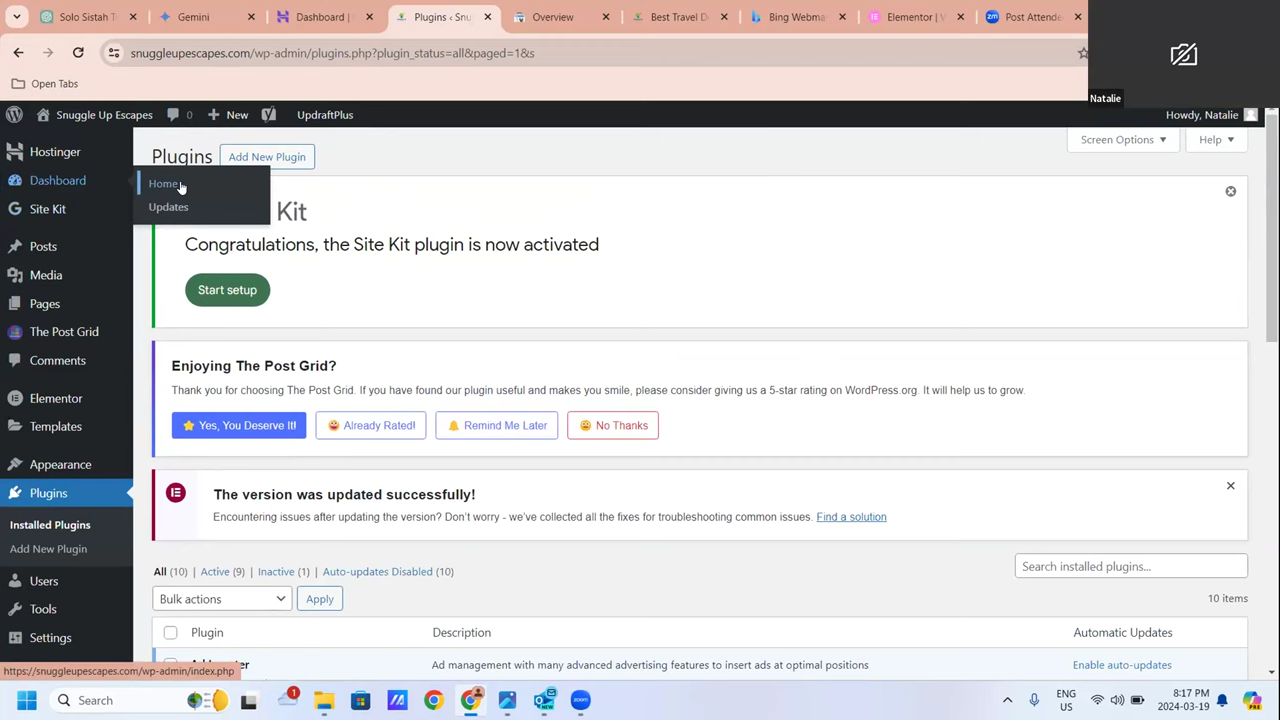 Solo Sistah T
Gemini
Dashboard |
Plugins ‹ Snu
Overview
Best Travel D
Bing Webma
Elementor | V
Post Attende
snuggleupescapes.com/wp-admin/plugins.php?plugin_status=all&paged=1&s
Open Tabs
Natalie
Snuggle Up Escapes
0
New
UpdraftPlus
Howdy, Natalie
Hostinger
Dashboard
Site Kit
Posts
Media
Pages
The Post Grid
Comments
Elementor
Templates
Appearance
Plugins
Installed Plugins
Add New Plugin
Users
Tools
Settings
Home
Updates
Plugins
Add New Plugin
Screen Options
Help
Kit
Congratulations, the Site Kit plugin is now activated
Start setup
Enjoying The Post Grid?
Thank you for choosing The Post Grid. If you have found our plugin useful and makes you smile, please consider giving us a 5-star rating on WordPress.org. It will help us to grow.
Yes, You Deserve It!
Already Rated!
Remind Me Later
No Thanks
The version was updated successfully!
Encountering issues after updating the version? Don't worry - we've collected all the fixes for troubleshooting common issues. Find a solution
All (10) | Active (9) | Inactive (1) | Auto-updates Disabled (10)
Search installed plugins...
Bulk actions
Apply
10 items
Plugin
Description
Automatic Updates
Ad management with many advanced advertising features to insert ads at optimal positions
Enable auto-updates
https://snuggleupescapes.com/wp-admin/index.php
Search
1
NEW
zoom
ENG
US
8:17 PM
2024-03-19
PRE